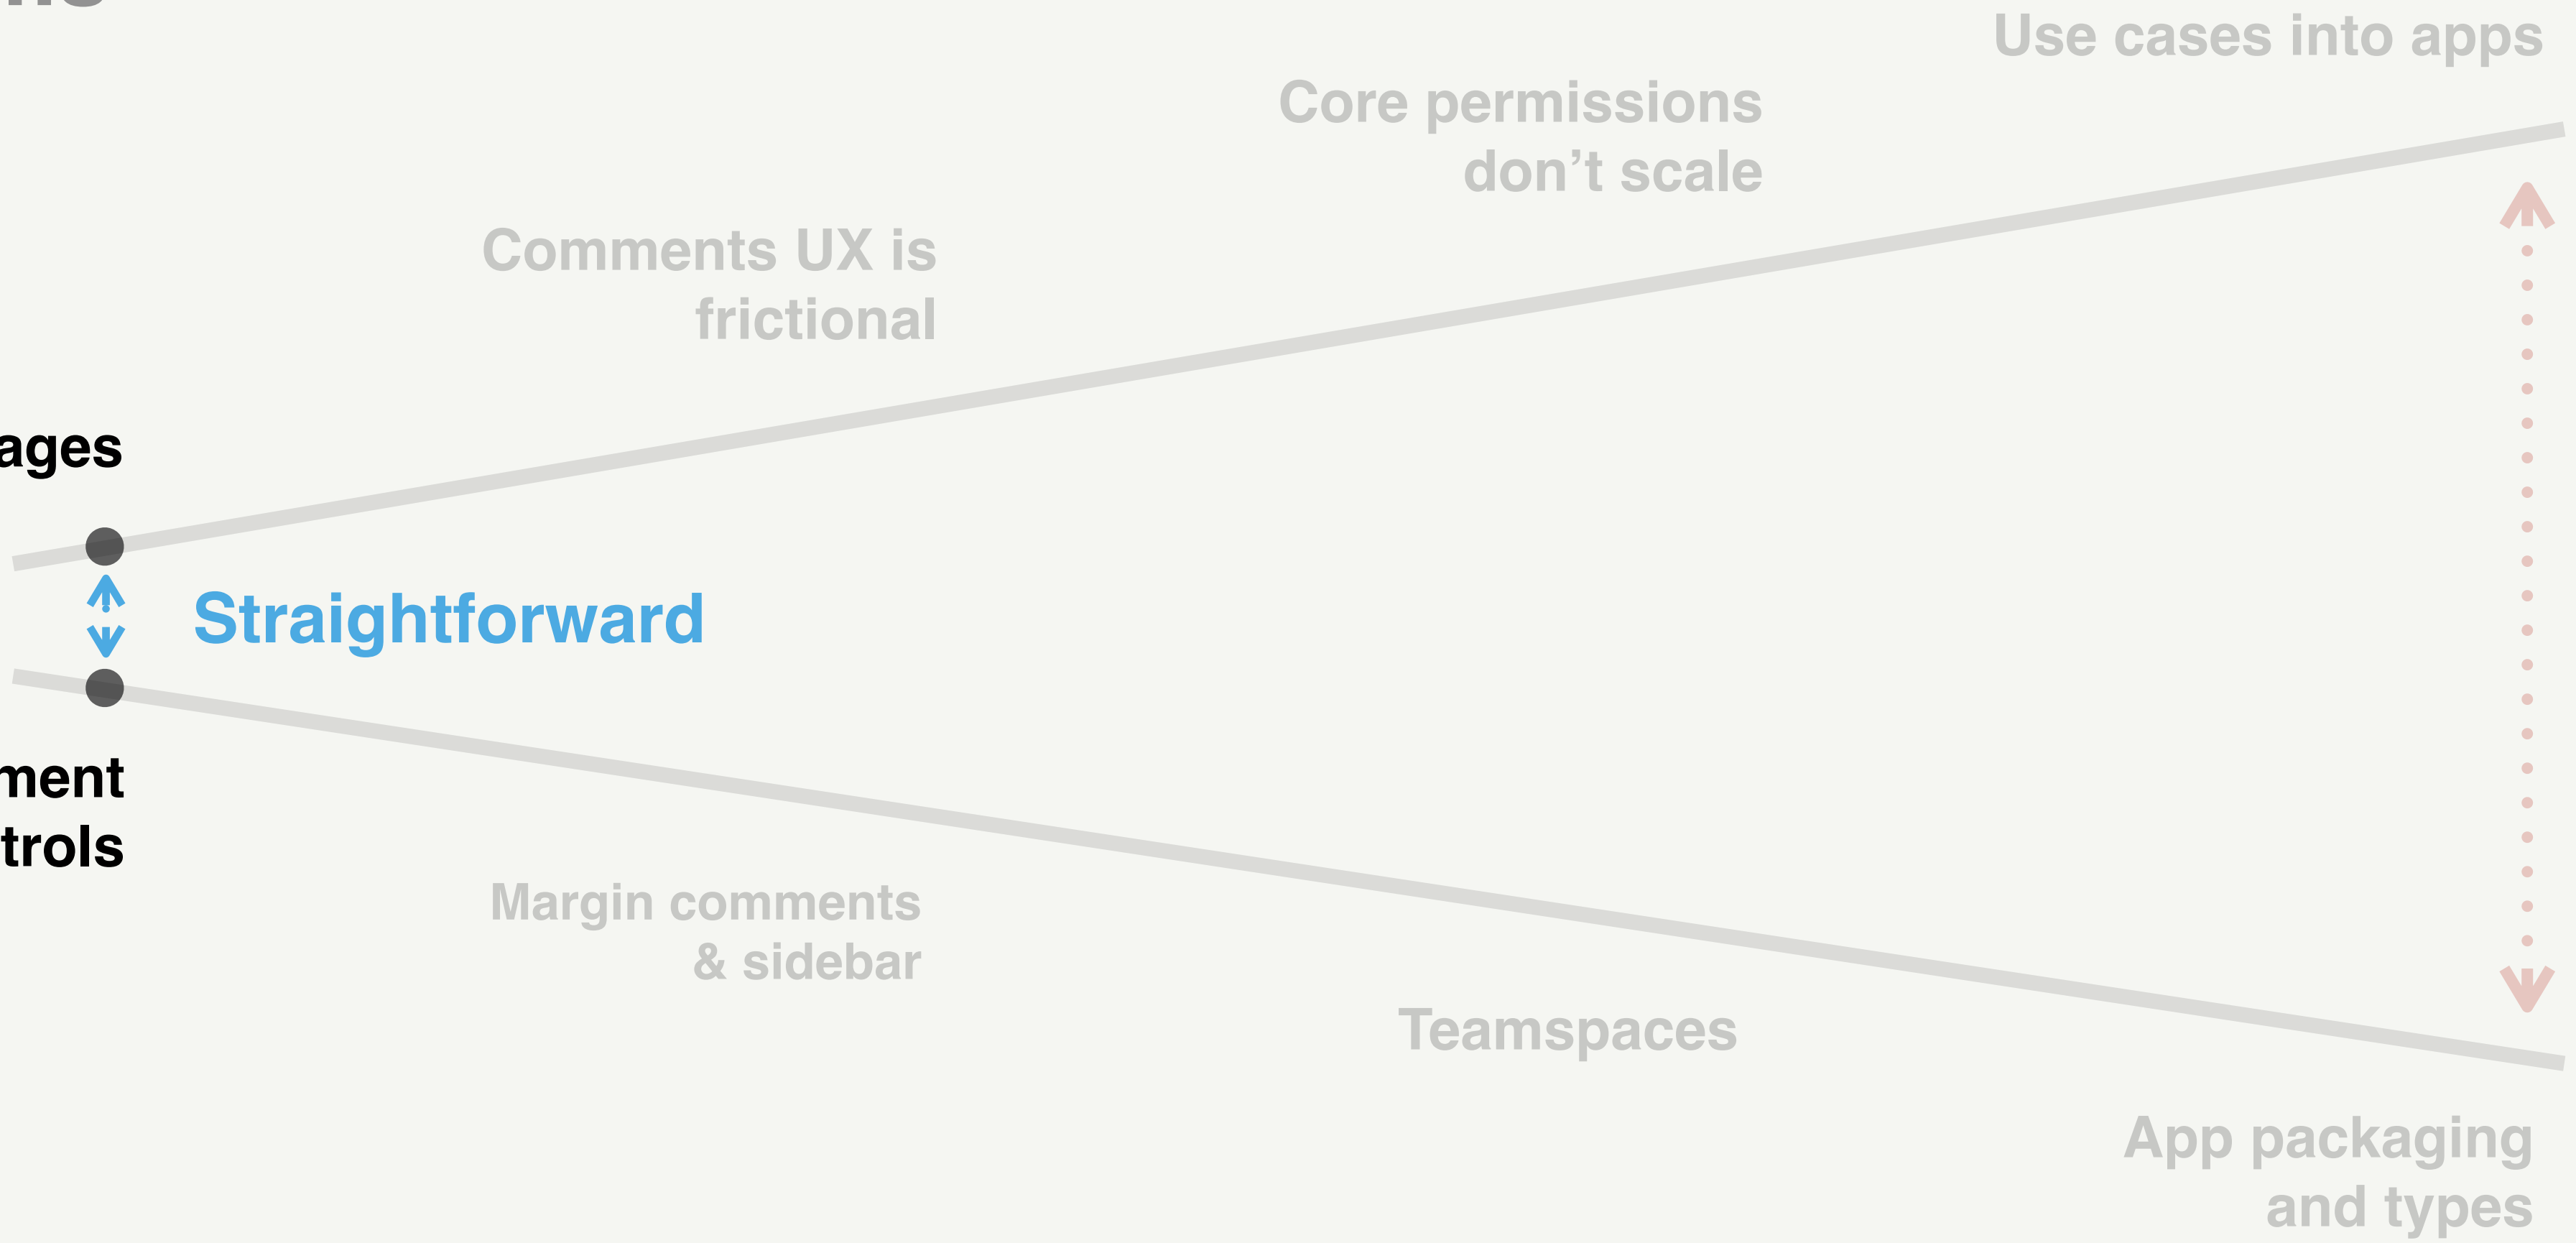 Use cases into apps
Core permissions
don’t scale
Comments UX is
frictional
ages
Straightforward
ment
trols
Margin comments
& sidebar
Teamspaces
App packaging
and types